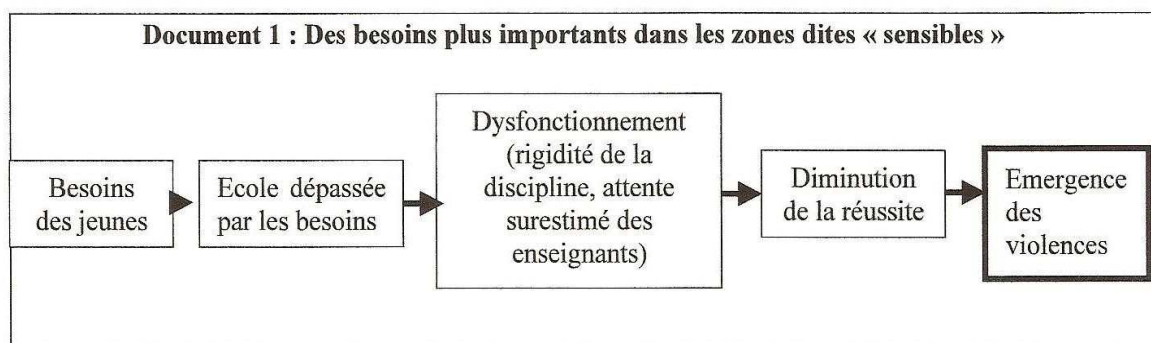 Document 1 : Des besoins plus importants dans les zones dites « sensibles »
Besoins
des jeunes
Ecole dépassée
par les besoins
Dysfonctionnement
(rigidité de la
discipline, attente
surestimé des
enseignants)
Diminution
de la réussite
Emergence
des
violences